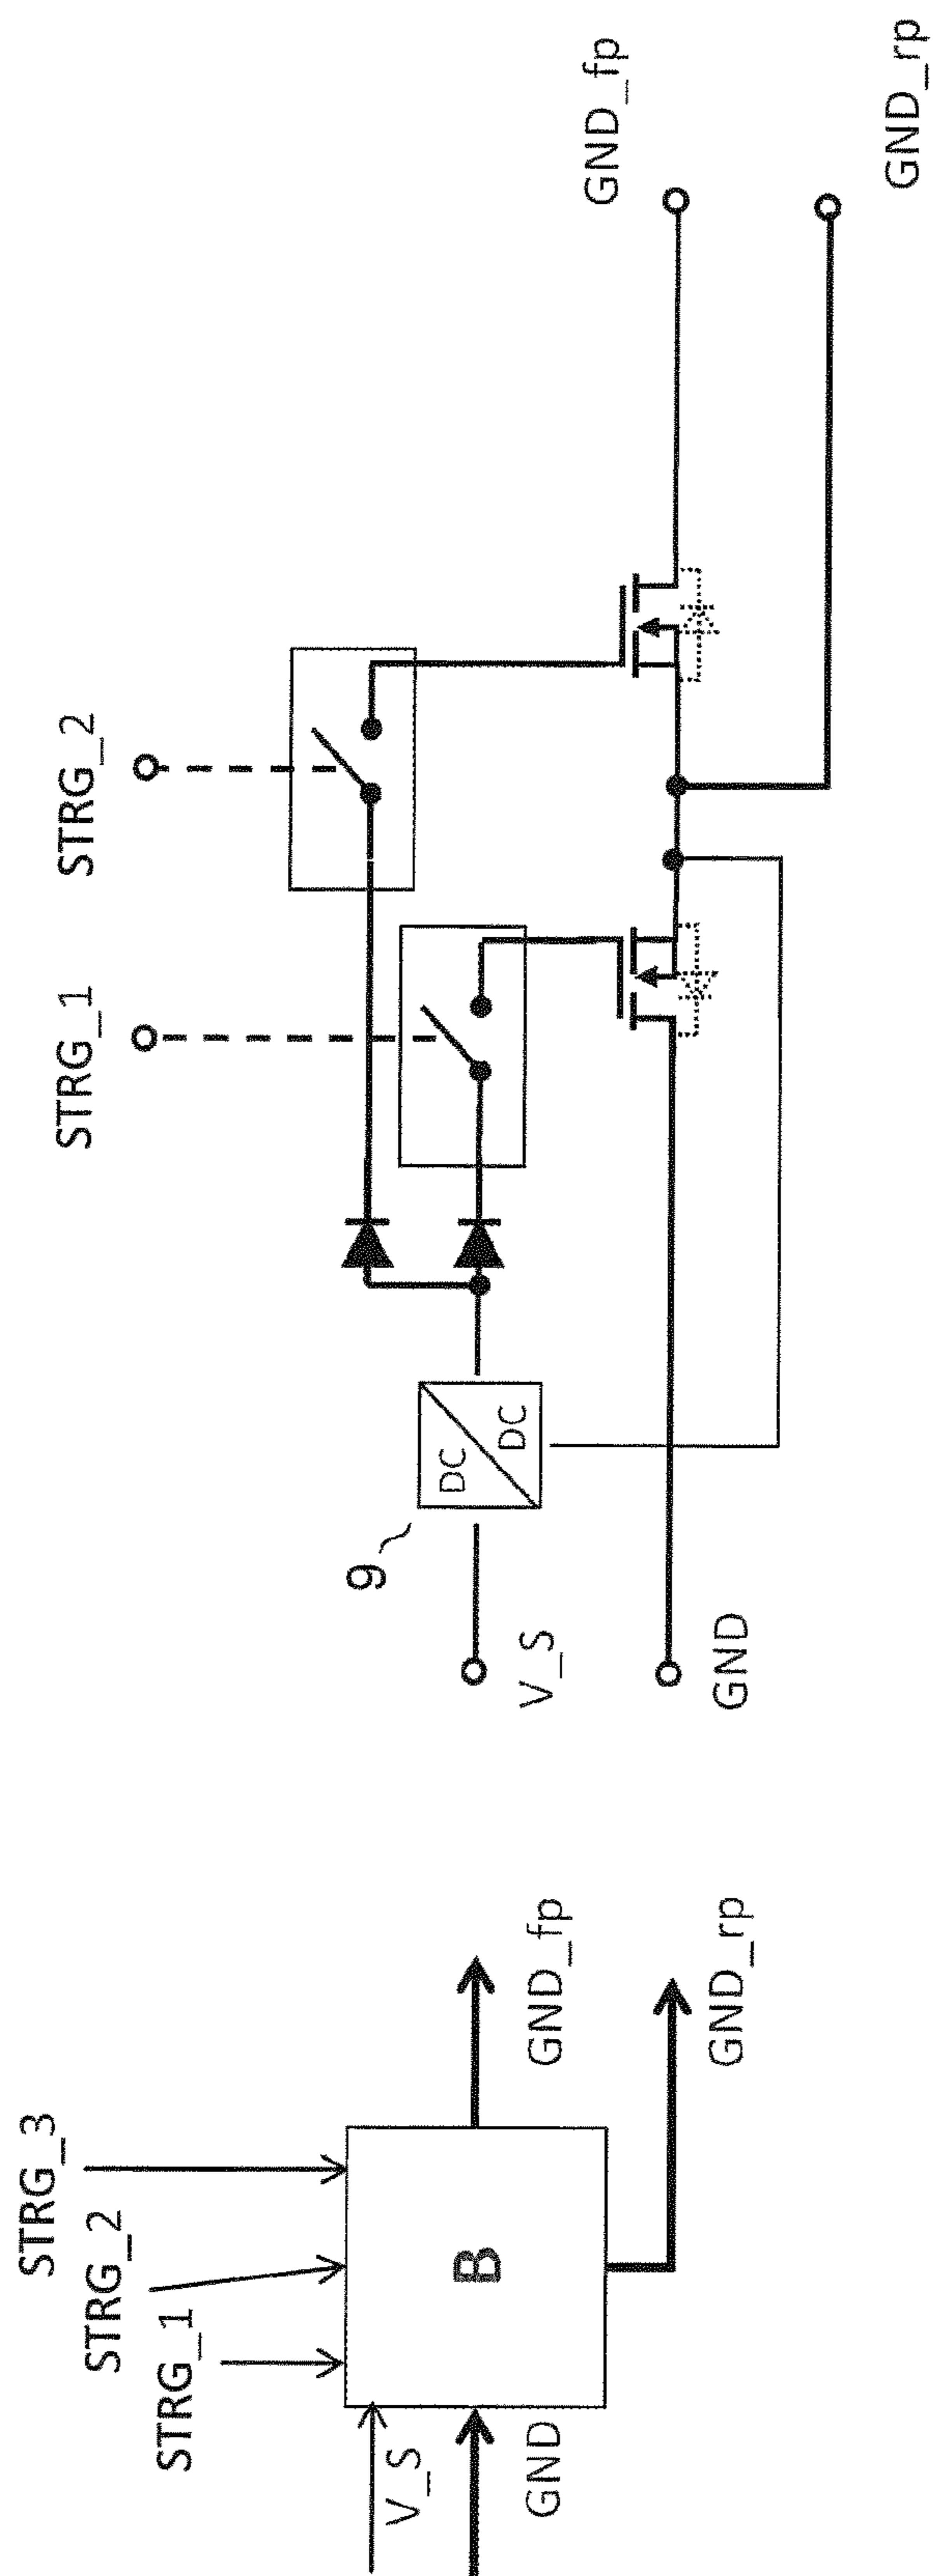 STRG_3
STRG_2
STRG_1
V_S
GND
B
GND_fp
GND_rp
STRG_1
STRG_2
9
DC
DC
V_S
GND
GND_fp
GND_rp